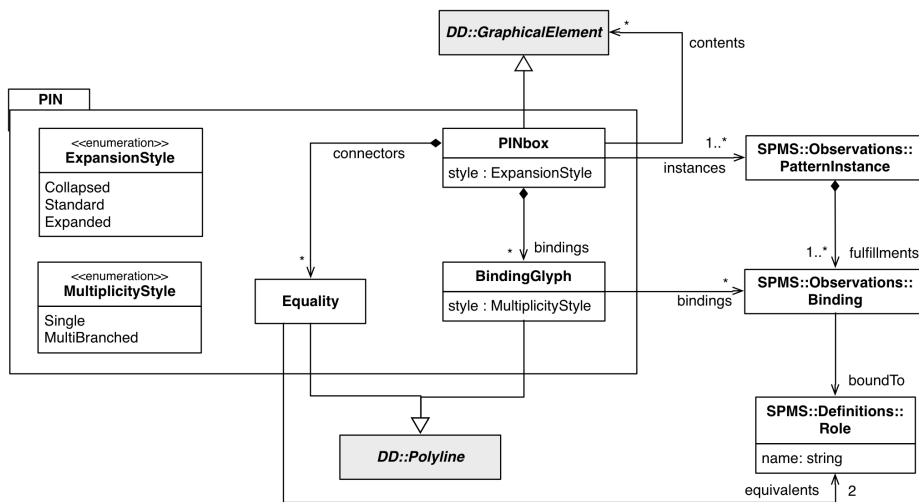 DD::GraphicalElement
*
contents
PIN
<<enumeration>>
ExpansionStyle
Collapsed
Standard
Expanded
connectors
PINbox
style : ExpansionStyle
1..*
instances
SPMS::Observations::
PatternInstance
*
bindings
1..*
fulfillments
<<enumeration>>
MultiplicityStyle
Single
MultiBranched
*
Equality
BindingGlyph
style : MultiplicityStyle
*
bindings
SPMS::Observations::
Binding
boundTo
SPMS::Definitions::
Role
name: string
DD::Polyline
equivalents
2